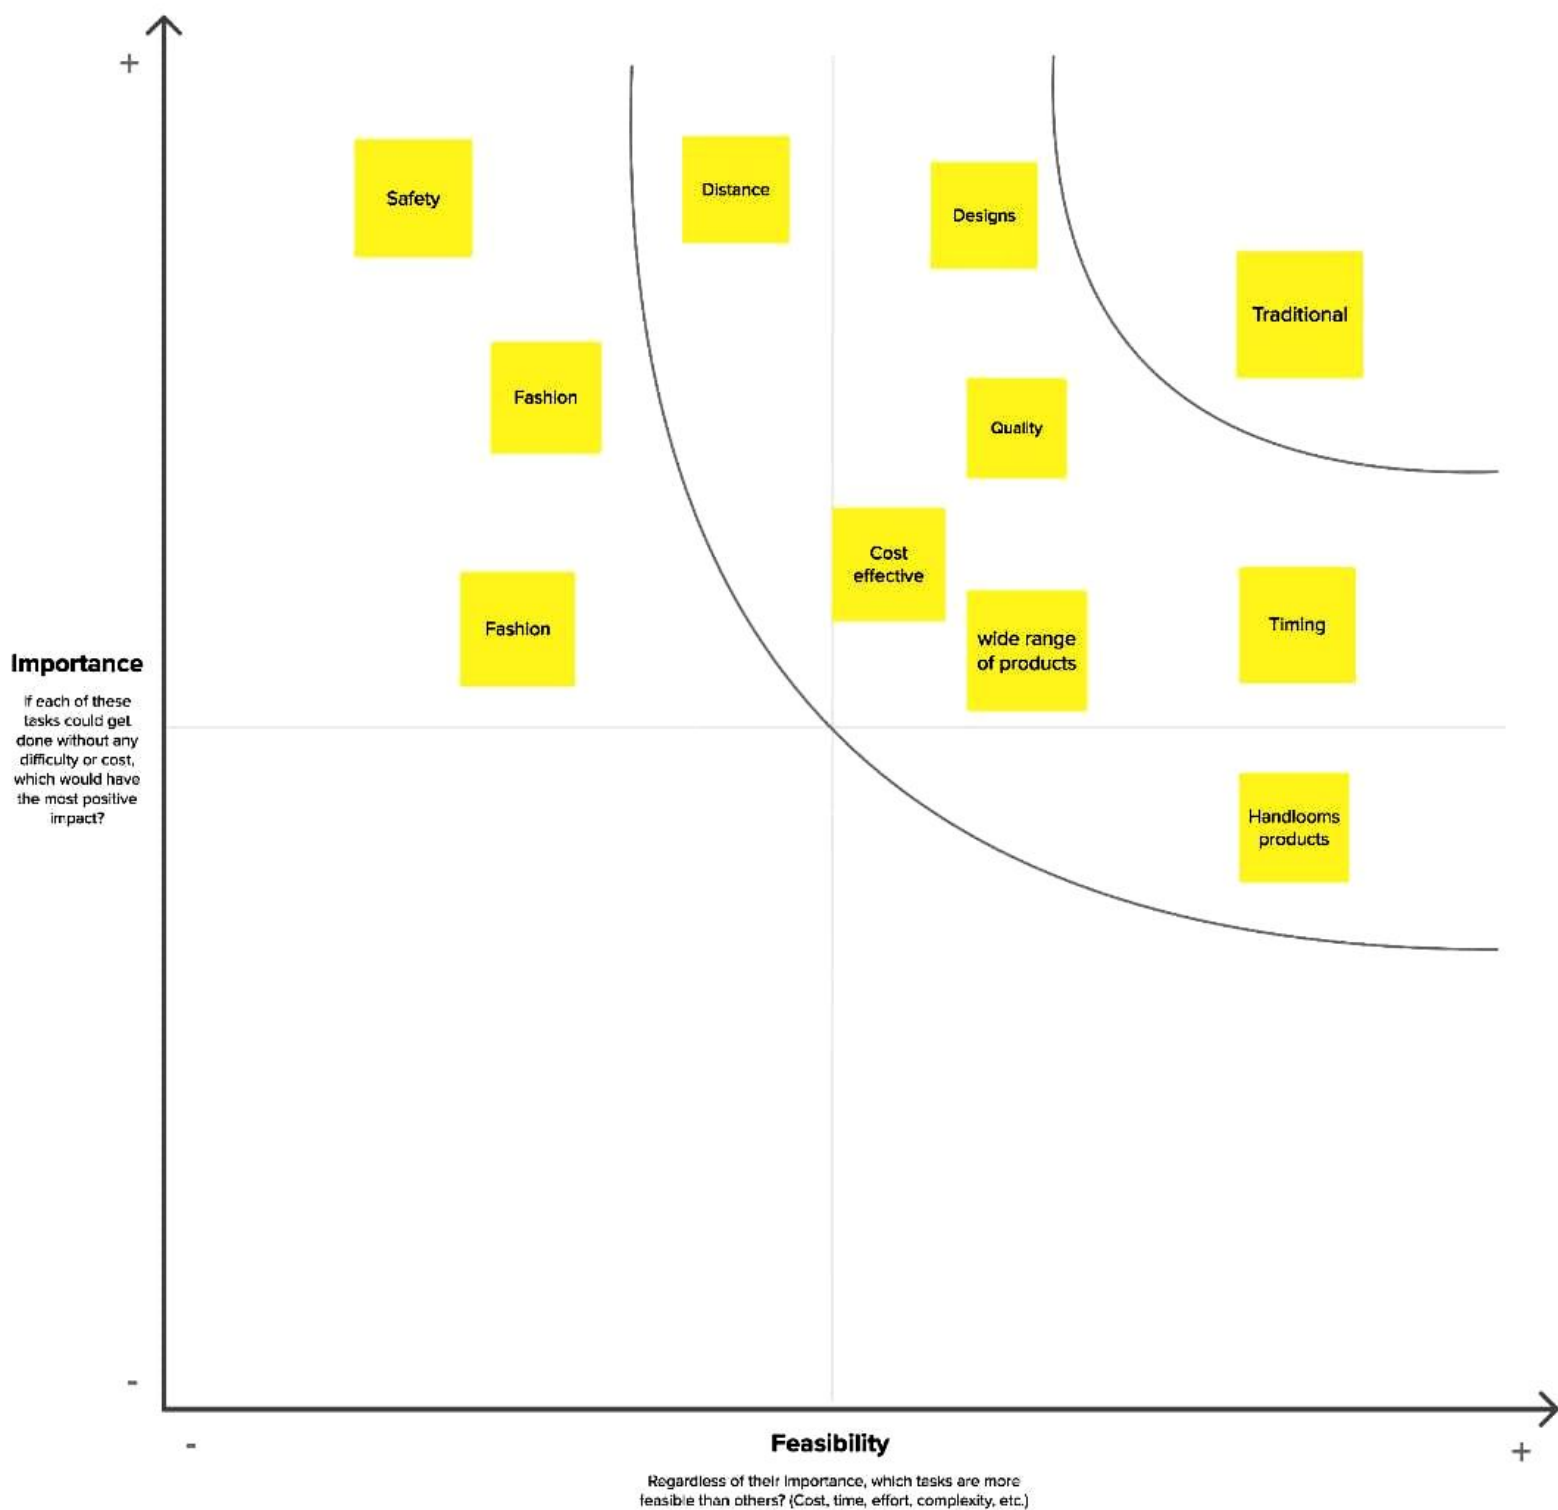 +
Safety
Distance
Designs
Traditional
Fashion
Quality
Cost
effective
Fashion
wide range
of products
Timing
Importance
If each of these
tasks could get
done without any
difficulty or cost,
which would have
the most positive
impact?
Handlooms
products
-
-
Feasibility
+
Regardless of their importance, which tasks are more
feasible than others? (Cost, time, effort, complexity, etc.)